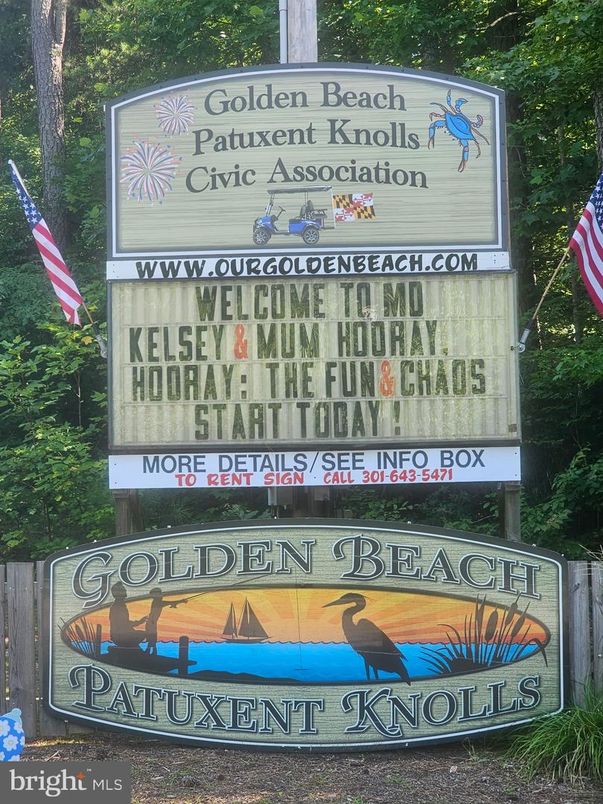 Golden Beach
Patuxent Knolls
Civic Association
WWW.OURGOLDENBEACH.COM
WELCOME TO MD
KELSEY & MUM HOORAY,
HOORAY: THE FUN & CHAOS
START TODAY!
MORE DETAILS/SEE INFO BOX
TO RENT SIGN CALL 301-643-5471
GOLDEN BEACH
PATUXENT KNOLLS
bright MLS